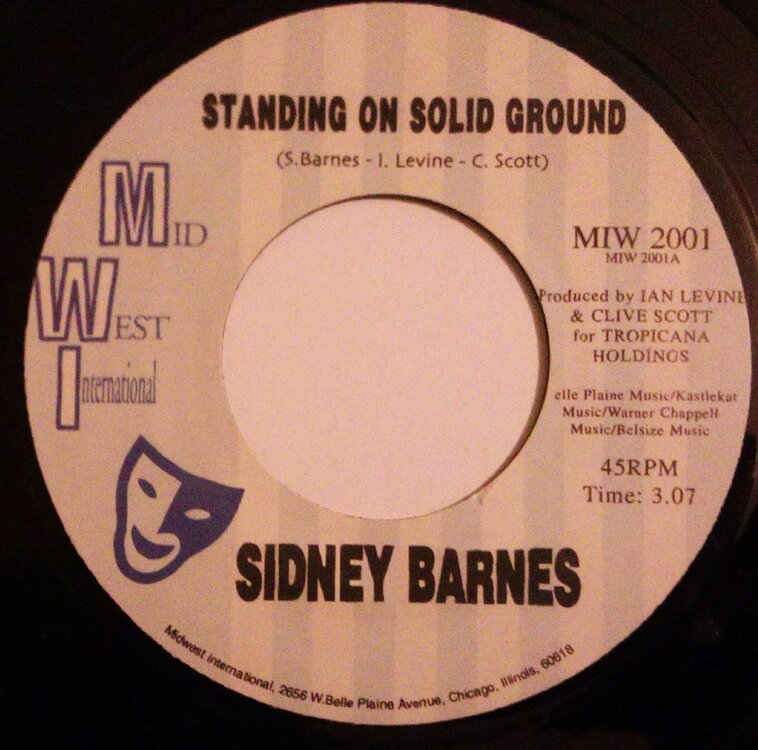 STANDING ON SOLID GROUND
(S.Barnes - I. Levine - C. Scott)
MID
WEST
International
MIW 2001
MIW 2001A
Produced by IAN LEVINE
& CLIVE SCOTT
for TROPICANA
HOLDINGS
elle Plaine Music/Kastlekat
Music/Warner Chappell
Music/Belsize Music
45RPM
Time: 3.07
SIDNEY BARNES
Midwest International, 2656 W.Belle Plaine Avenue, Chicago, Illinois, 60618